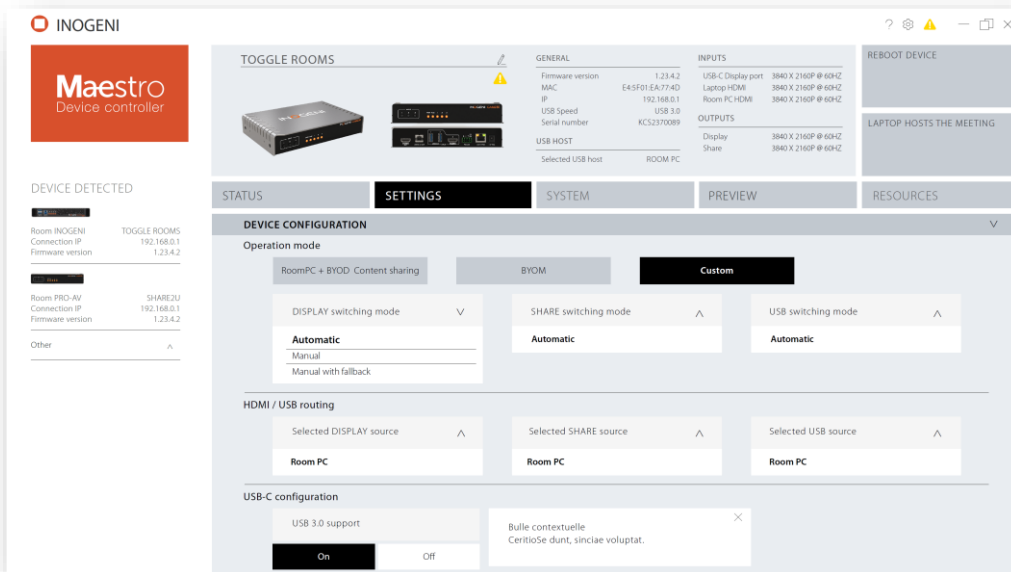 INOGENI
?
Maestro
Device controller
TOGGLE ROOMS
GENERAL
Firmware version 1.23.4.2
MAC E4:5F01:EA:77:4D
IP 192.168.0.1
USB Speed USB 3.0
Serial number KCS2370089
USB HOST
Selected USB host ROOM PC
INPUTS
USB-C Display port 3840 X 2160P @ 60HZ
Laptop HDMI 3840 X 2160P @ 60HZ
Room PC HDMI 3840 X 2160P @ 60HZ
OUTPUTS
Display 3840 X 2160P @ 60HZ
Share 3840 X 2160P @ 60HZ
REBOOT DEVICE
LAPTOP HOSTS THE MEETING
INOGENI
DEVICE DETECTED
Room INOGENI TOGGLE ROOMS
Connection IP 192.168.0.1
Firmware version 1.23.4.2
Room PRO-AV SHARE2U
Connection IP 192.168.0.1
Firmware version 1.23.4.2
Other
STATUS SETTINGS SYSTEM PREVIEW RESOURCES
DEVICE CONFIGURATION
Operation mode
RoomPC + BYOD Content sharing BYOM Custom
DISPLAY switching mode SHARE switching mode USB switching mode
Automatic Automatic Automatic
Manual
Manual with fallback
HDMI / USB routing
Selected DISPLAY source Selected SHARE source Selected USB source
Room PC Room PC Room PC
USB-C configuration
USB 3.0 support
On Off
Bulle contextuelle
CeritioSe dunt, sinciae voluptat.